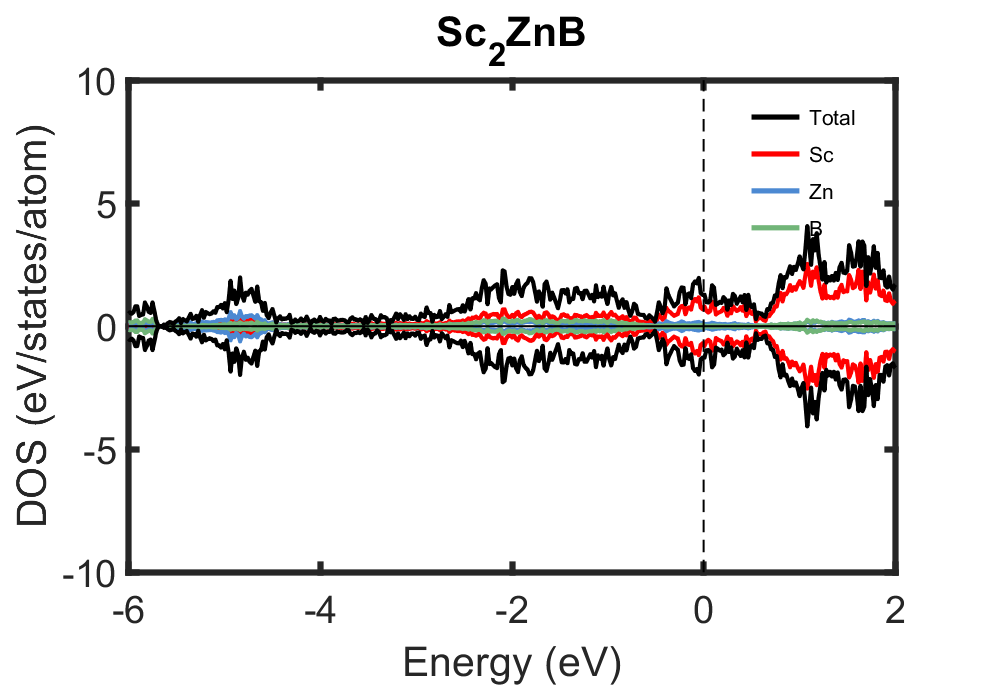 Sc2ZnB
10
5
0
-5
-10
DOS (eV/states/atom)
Total
Sc
Zn
B
-6 -4 -2 0 2
Energy (eV)